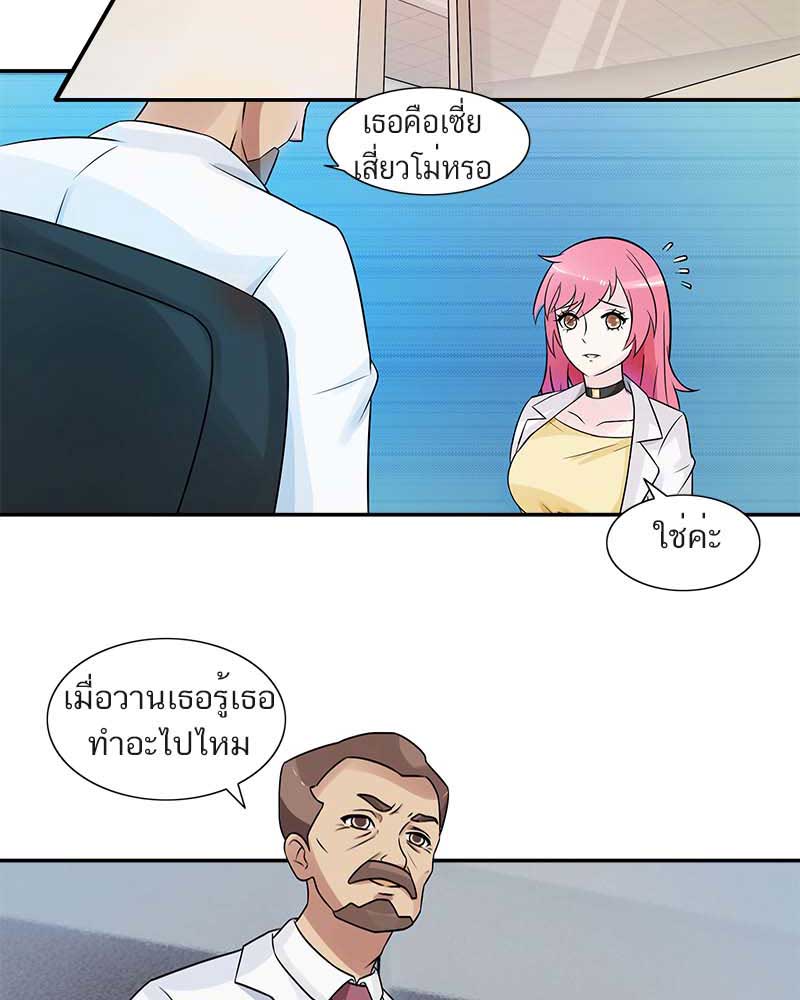 เธอคือเซี่ย
เสี่ยวโม่หรอ
ใช่ค่ะ
เมื่อวานเธอรู้เธอ
ทำอะไปไหม